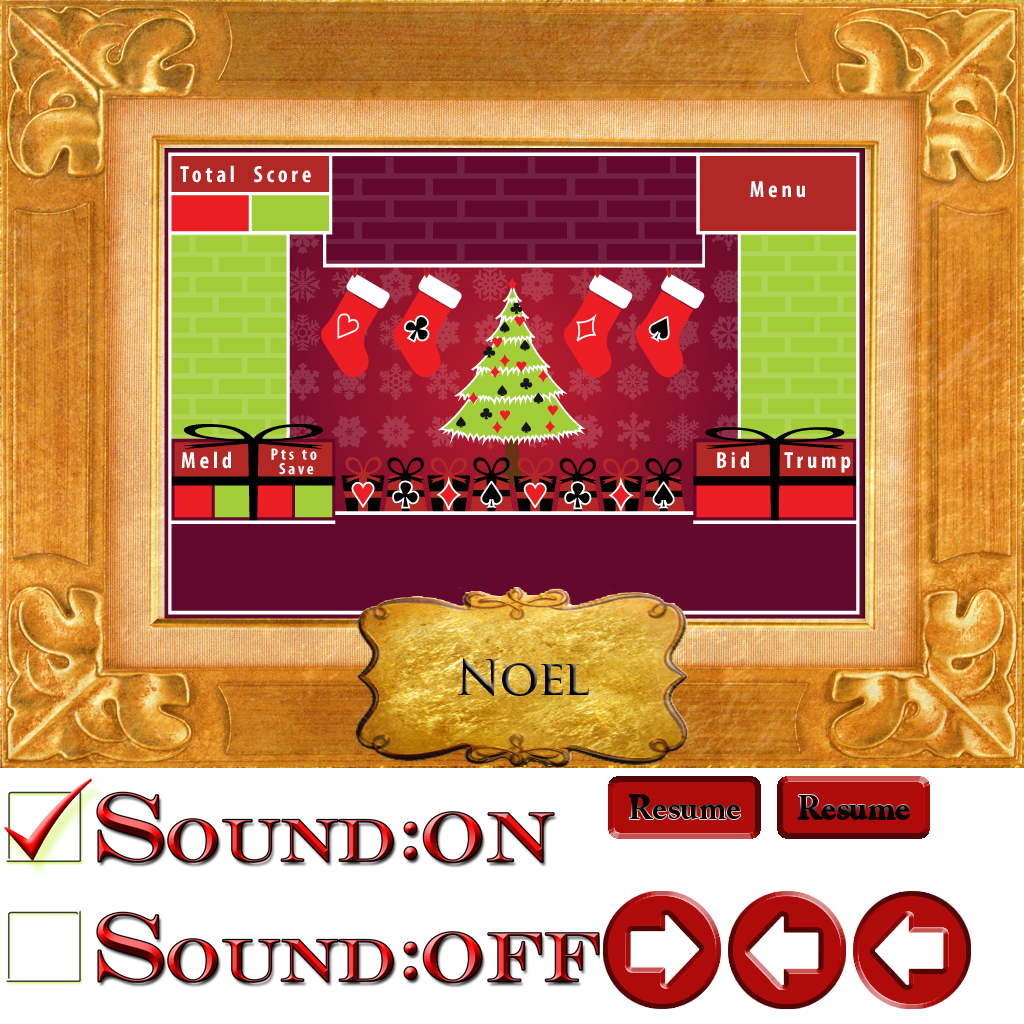 Total Score
Menu
Meld
Pts to
Save
Bid
Trump
NOEL
SOUND:ON
Resume
Resume
SOUND:OFF